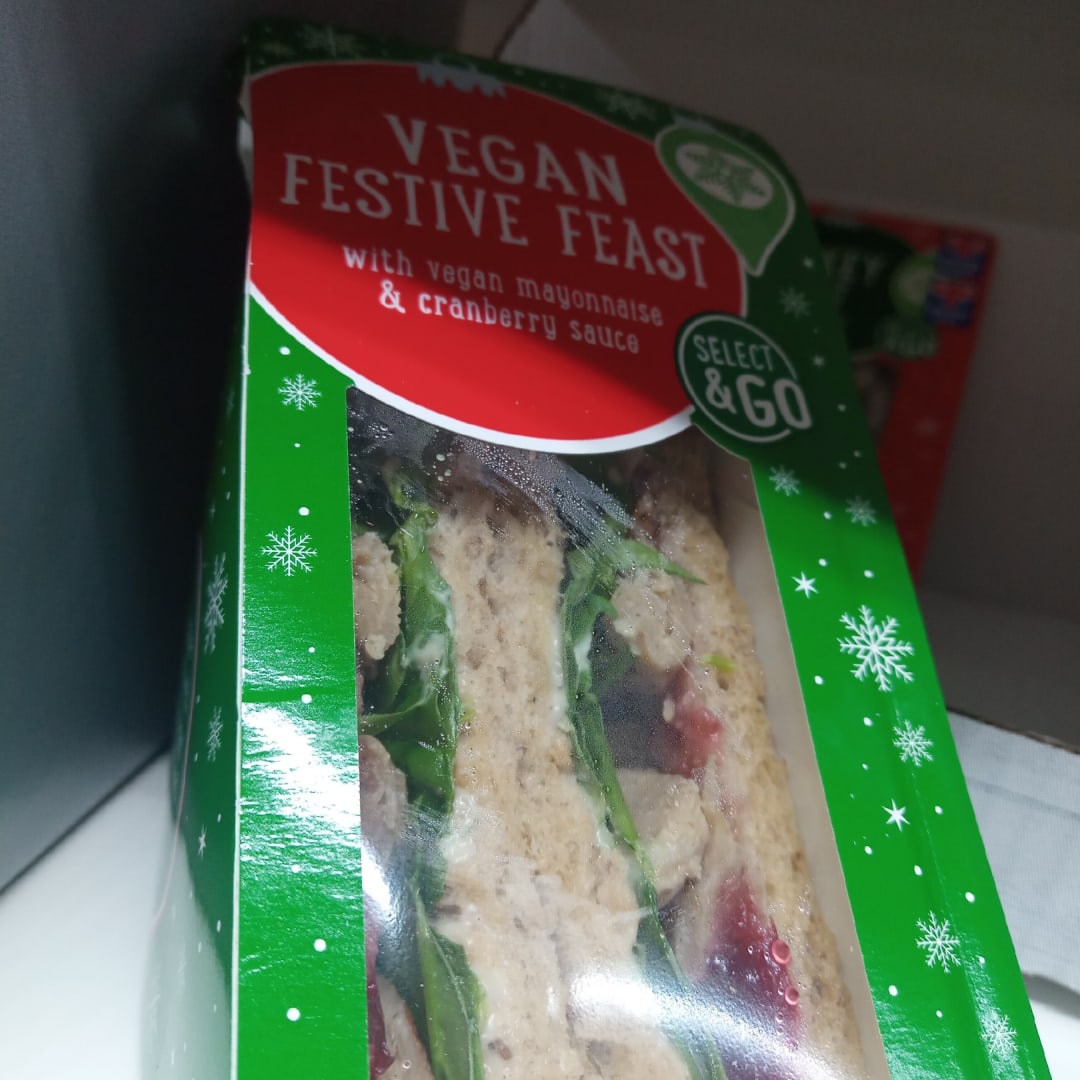 VEGAN
FESTIVE FEAST
with vegan mayonnaise
& cranberry sauce
SELECT
&GO